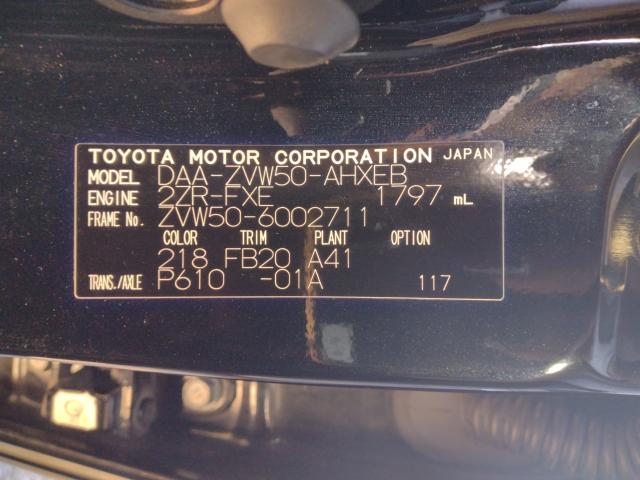 TOYOTA MOTOR CORPORATION JAPAN
MODEL DAA-ZVW50-AHXEB
ENGINE 2ZR-FXE 1797 mL
FRAME No. ZVW50-6002711
COLOR TRIM PLANT OPTION
218 FB20 A41
TRANS./AXLE P610 -01A 117